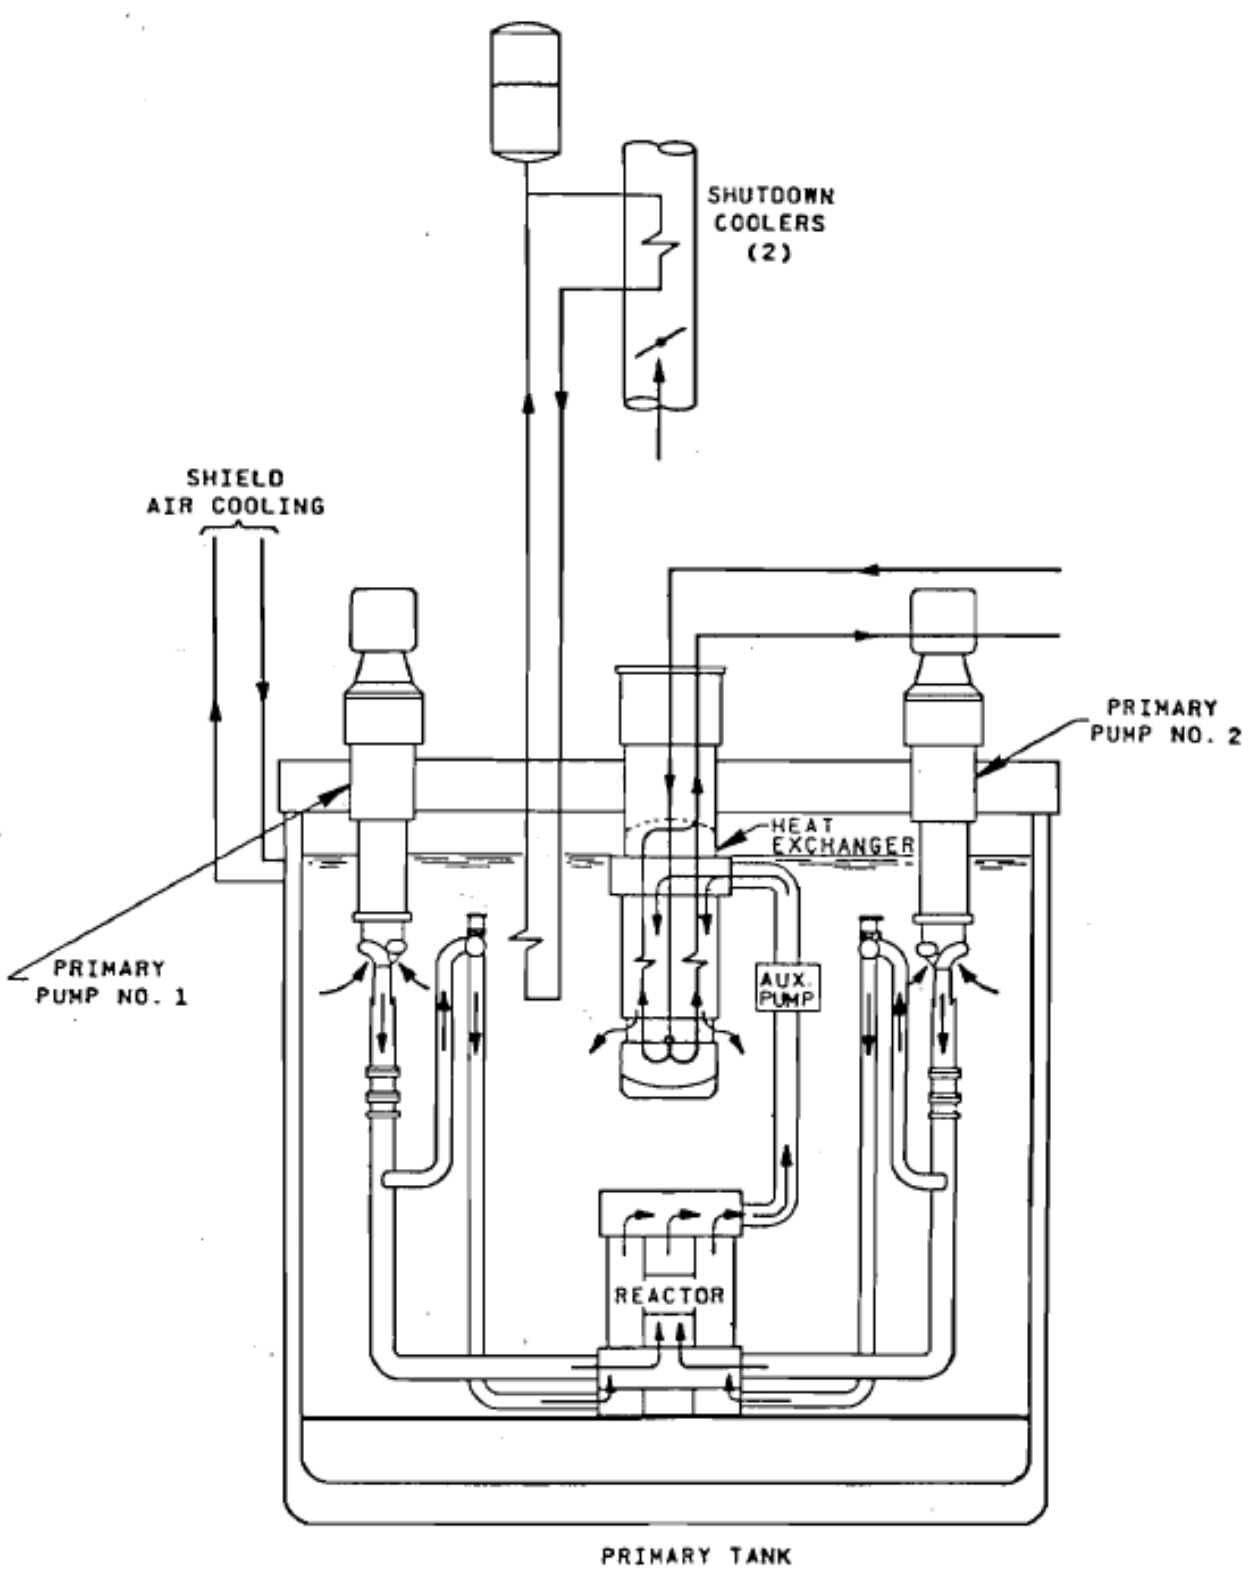 SHUTDOWN
COOLERS
(2)
SHIELD
AIR COOLING
PRIMARY
PUMP NO. 2
HEAT
EXCHANGER
PRIMARY
PUMP NO. 1
AUX.
PUMP
REACTOR
PRIMARY TANK